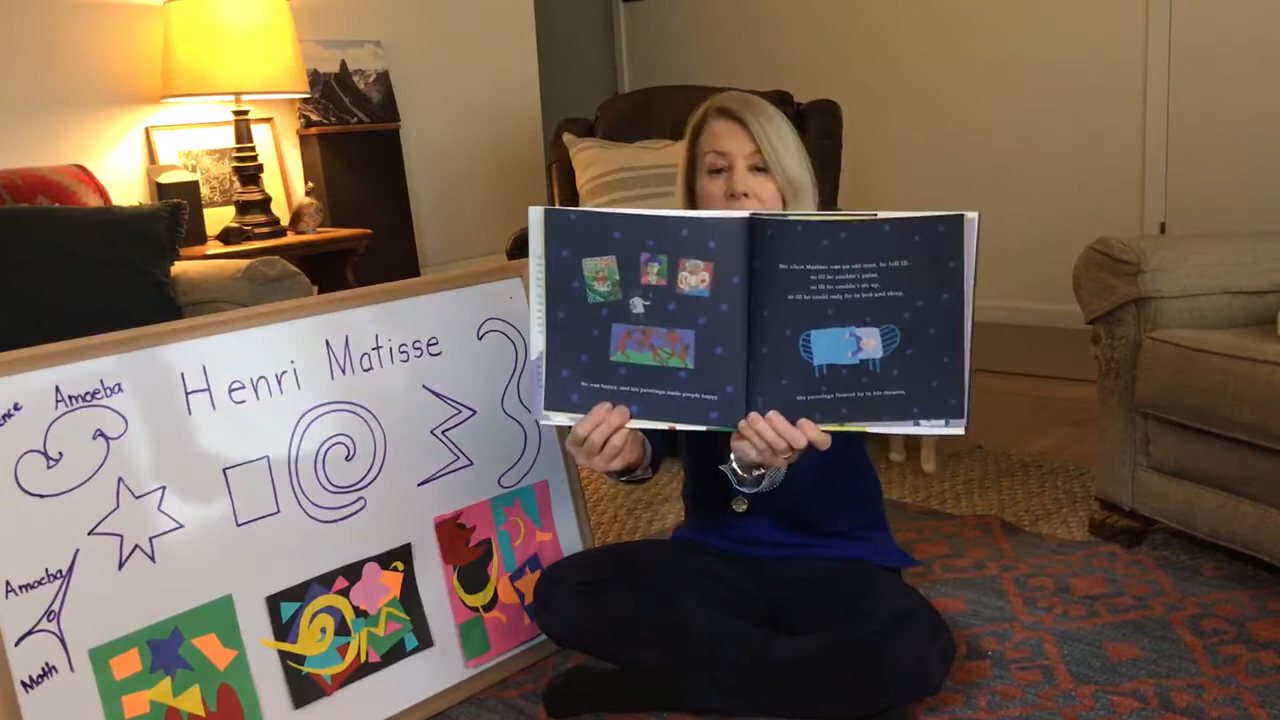 Henri Matisse
ence
Amoeba
Amoeba
Math
He was happy, and his paintings made people happy.
But when Matisse was an old man, he fell ill—
so ill he couldn't paint,
so ill he couldn't sit up,
so ill he could only lie in bed and sleep.
His paintings floated by in his dreams.